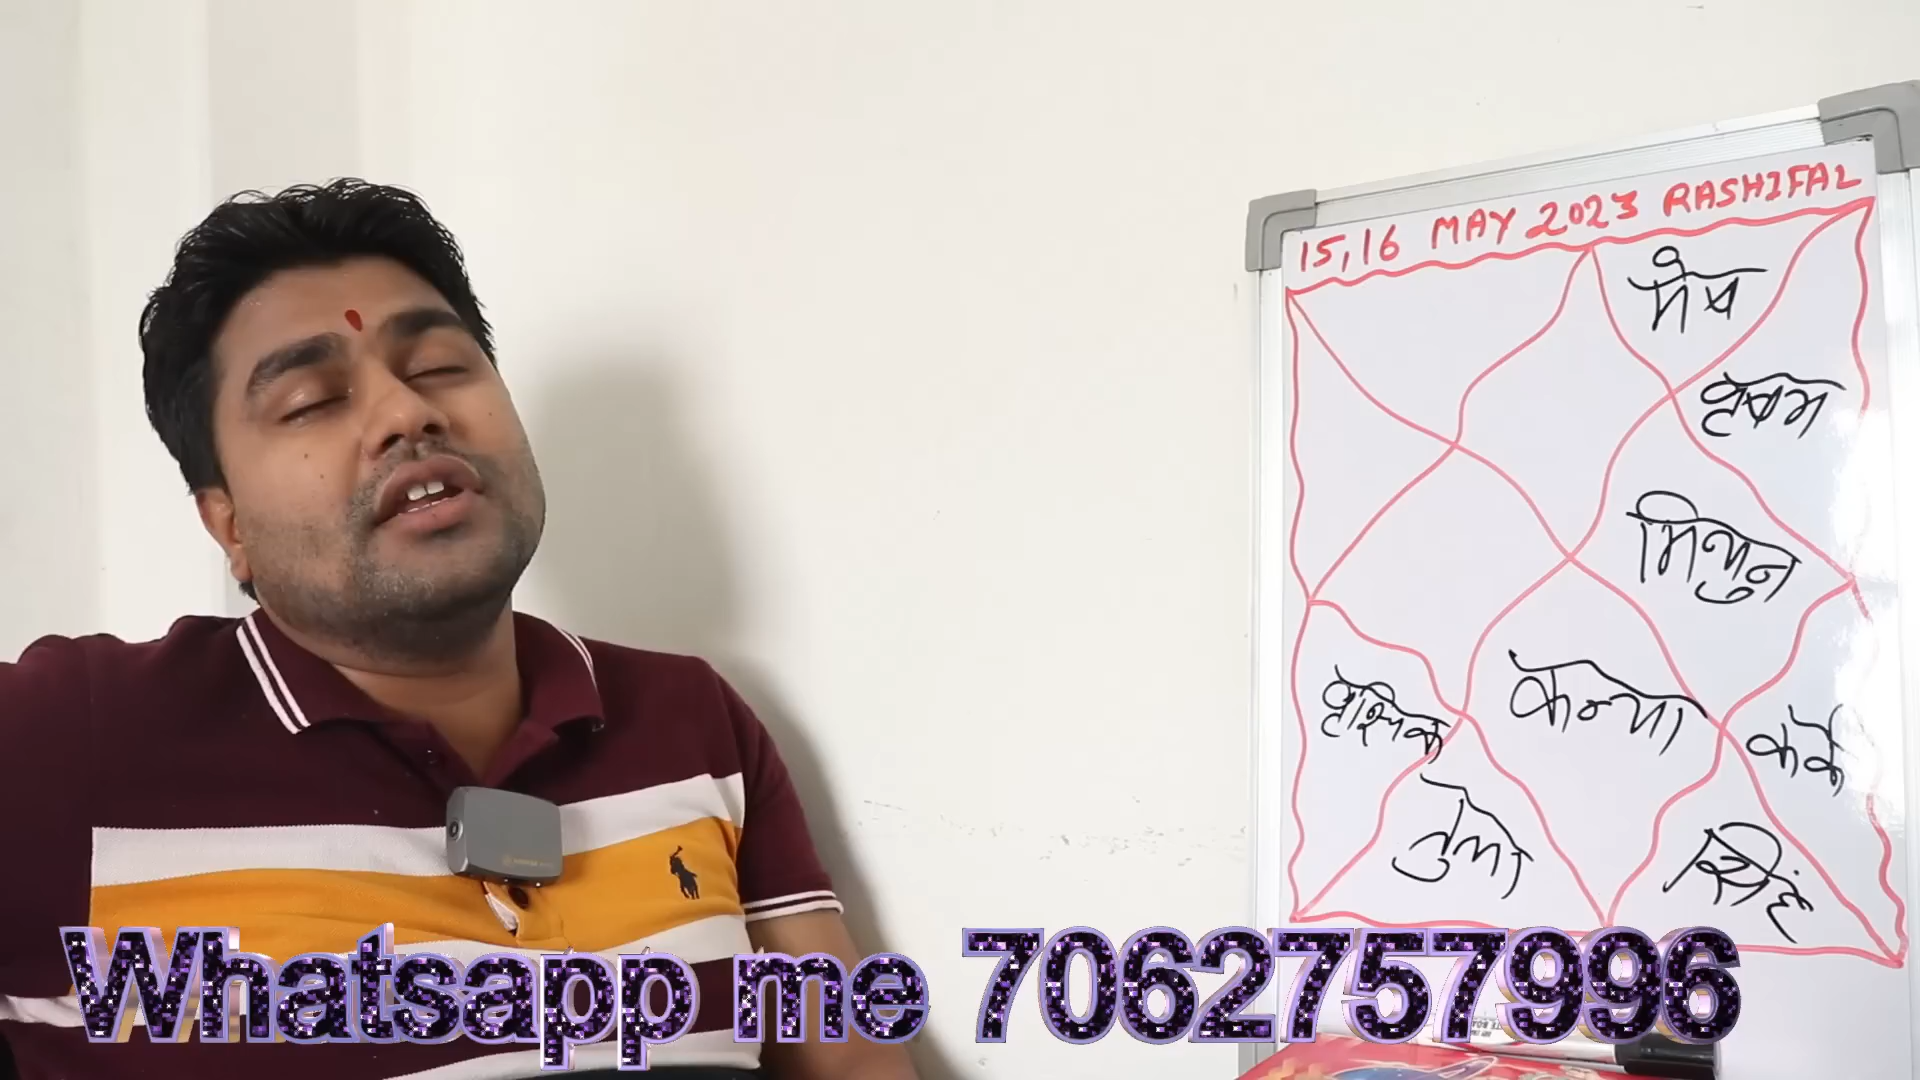 15,16 MAY 2023 RASHIFAL
मेष
वृषभ
मिथुन
कन्या
वृश्चिक
कर्क
तुला
सिंह
Whatsapp me 7062757996